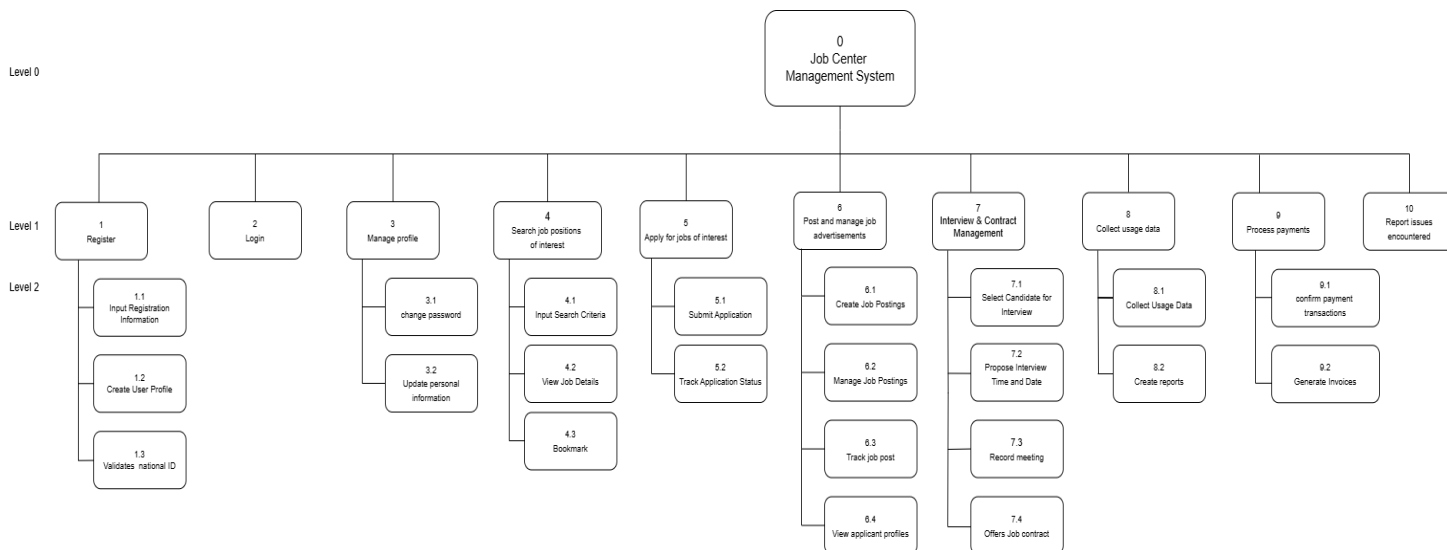 0
Job Center
Management System
Level 0
Level 1
1
Register
2
Login
3
Manage profile
4
Search job positions
of interest
5
Apply for jobs of interest
6
Post and manage job
advertisements
7
Interview & Contract
Management
8
Collect usage data
9
Process payments
10
Report issues
encountered
Level 2
1.1
Input Registration
Information
1.2
Create User Profile
1.3
Validates national ID
3.1
change password
3.2
Update personal
information
4.1
Input Search Criteria
4.2
View Job Details
4.3
Bookmark
5.1
Submit Application
5.2
Track Application Status
6.1
Create Job Postings
6.2
Manage Job Postings
6.3
Track job post
6.4
View applicant profiles
7.1
Select Candidate for
Interview
7.2
Propose Interview
Time and Date
7.3
Record meeting
7.4
Offers Job contract
8.1
Collect Usage Data
8.2
Create reports
9.1
confirm payment
transactions
9.2
Generate Invoices